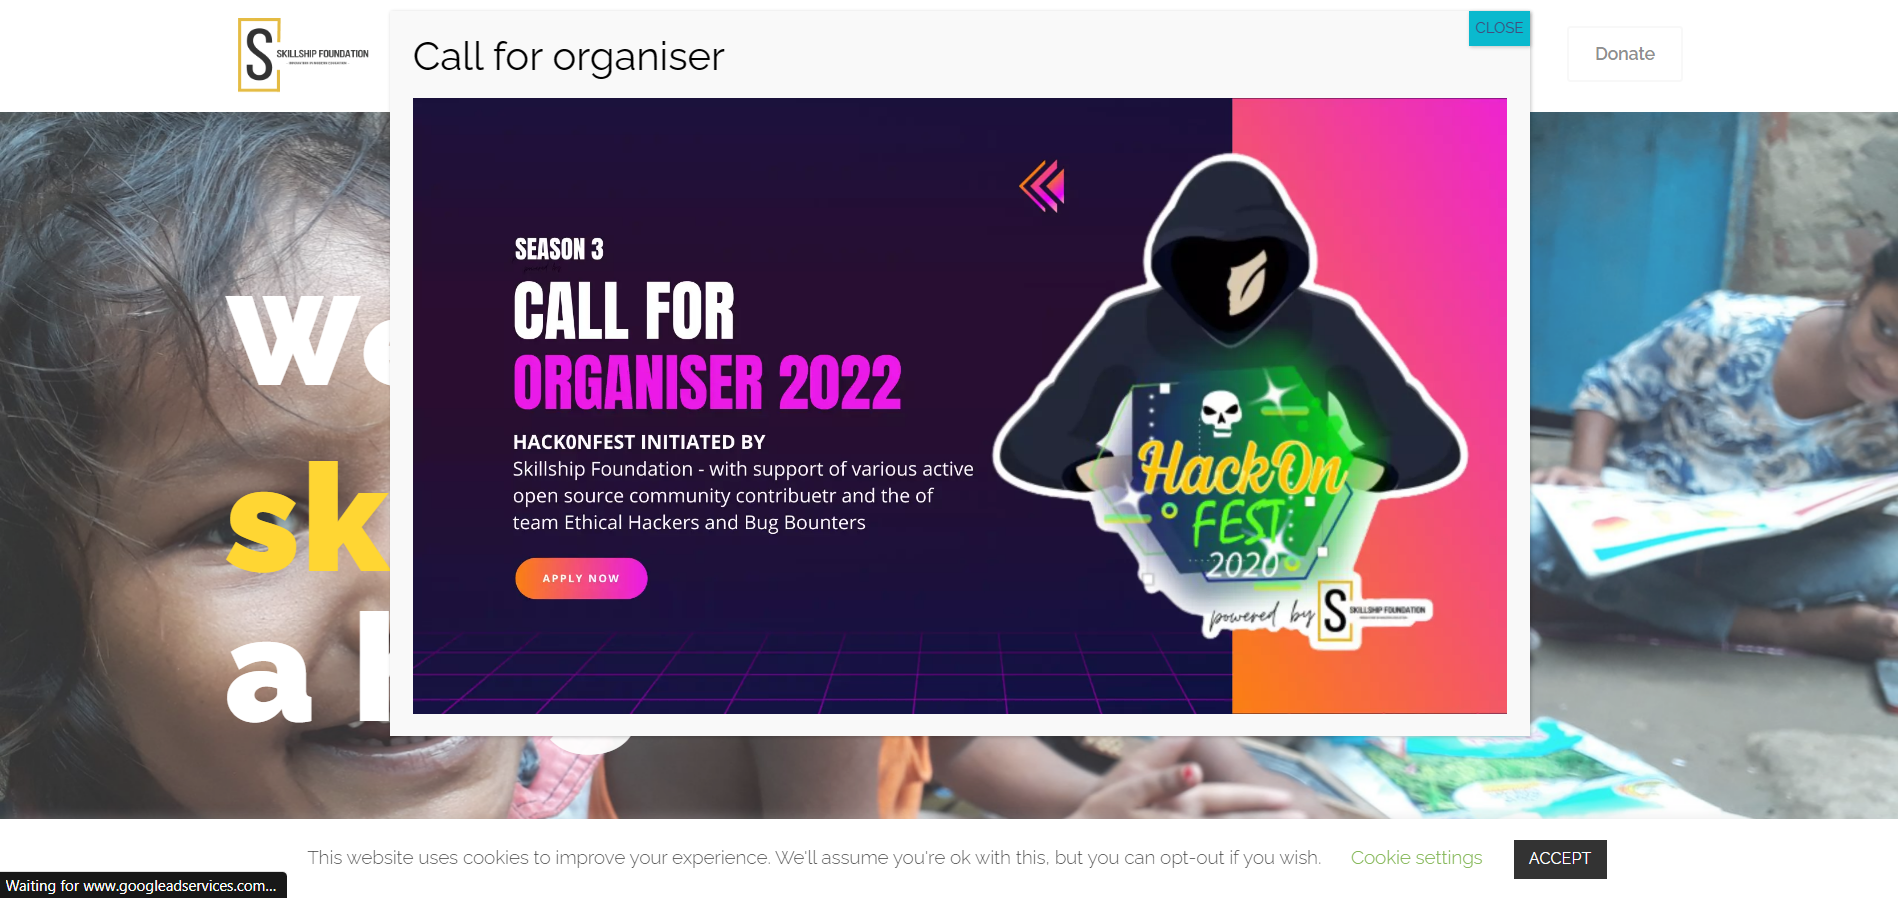 SKILLSHIP FOUNDATION
Call for organiser
CLOSE
Donate
SEASON 3
CALL FOR
ORGANISER 2022
HACK0NFEST INITIATED BY
Skillship Foundation - with support of various active
open source community contribuetr and the of
team Ethical Hackers and Bug Bounters
APPLY NOW
HackOn
FEST
2020
powered by
S
SKILLSHIP FOUNDATION
We
sk
a
This website uses cookies to improve your experience. We'll assume you're ok with this, but you can opt-out if you wish.
Cookie settings
ACCEPT
Waiting for www.googleadservices.com...